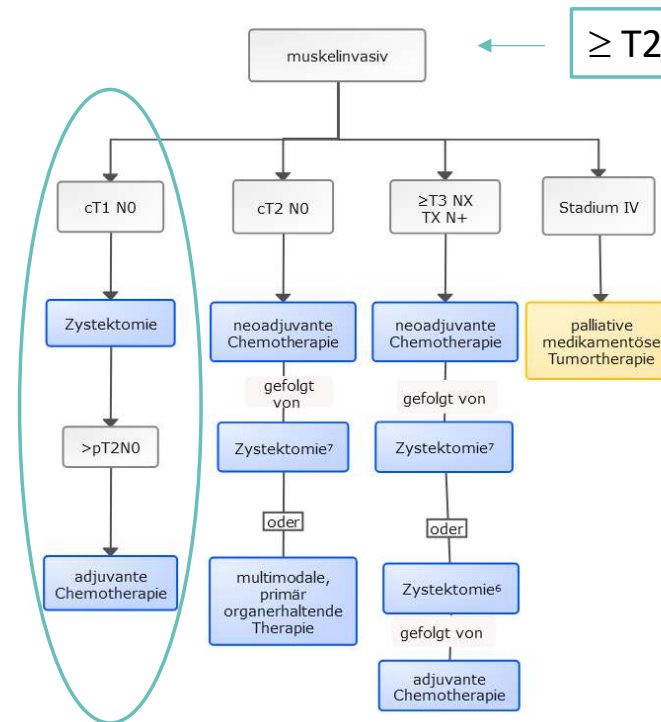 muskelinvasiv
≥ T2
cT1 N0
Zystektomie
>pT2N0
adjuvante
Chemotherapie
cT2 N0
neoadjuvante
Chemotherapie
gefolgt
von
Zystektomie⁷
oder
multimodale,
primär
organerhaltende
Therapie
≥T3 NX
TX N+
neoadjuvante
Chemotherapie
gefolgt von
Zystektomie⁷
oder
Zystektomie⁶
gefolgt von
adjuvante
Chemotherapie
Stadium IV
palliative
medikamentöse
Tumortherapie